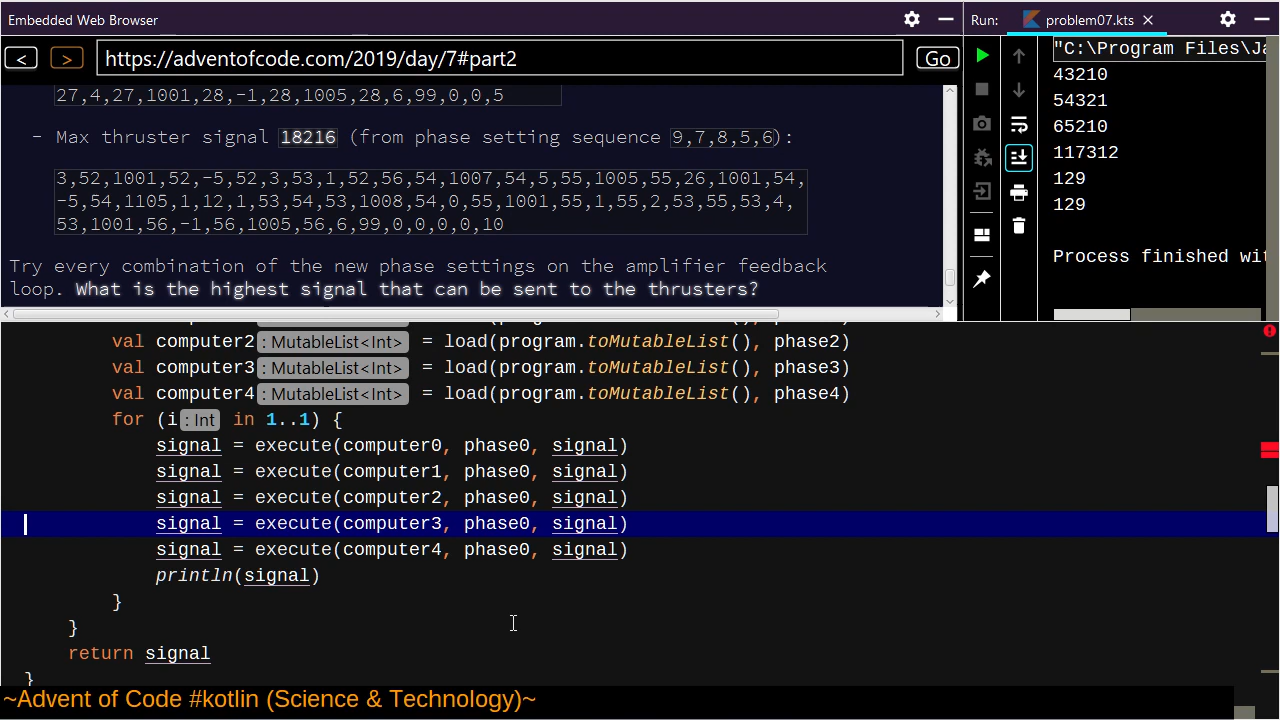 Embedded Web Browser
< > https://adventofcode.com/2019/day/7#part2 Go
27,4,27,1001,28,-1,28,1005,28,6,99,0,0,5
- Max thruster signal 18216 (from phase setting sequence 9,7,8,5,6):
3,52,1001,52,-5,52,3,53,1,52,56,54,1007,54,5,55,1005,55,26,1001,54,
-5,54,1105,1,12,1,53,54,53,1008,54,0,55,1001,55,1,55,2,53,55,53,4,
53,1001,56,-1,56,1005,56,6,99,0,0,0,0,10
Try every combination of the new phase settings on the amplifier feedback
loop. What is the highest signal that can be sent to the thrusters?
Run: problem07.kts
"C:\Program Files\Ja
43210
54321
65210
117312
129
129
Process finished wit
val computer2 : MutableList<Int> = load(program.toMutableList(), phase2)
val computer3 : MutableList<Int> = load(program.toMutableList(), phase3)
val computer4 : MutableList<Int> = load(program.toMutableList(), phase4)
for (i : Int in 1..1) {
signal = execute(computer0, phase0, signal)
signal = execute(computer1, phase0, signal)
signal = execute(computer2, phase0, signal)
signal = execute(computer3, phase0, signal)
signal = execute(computer4, phase0, signal)
println(signal)
}
}
return signal
}
~Advent of Code #kotlin (Science & Technology)~